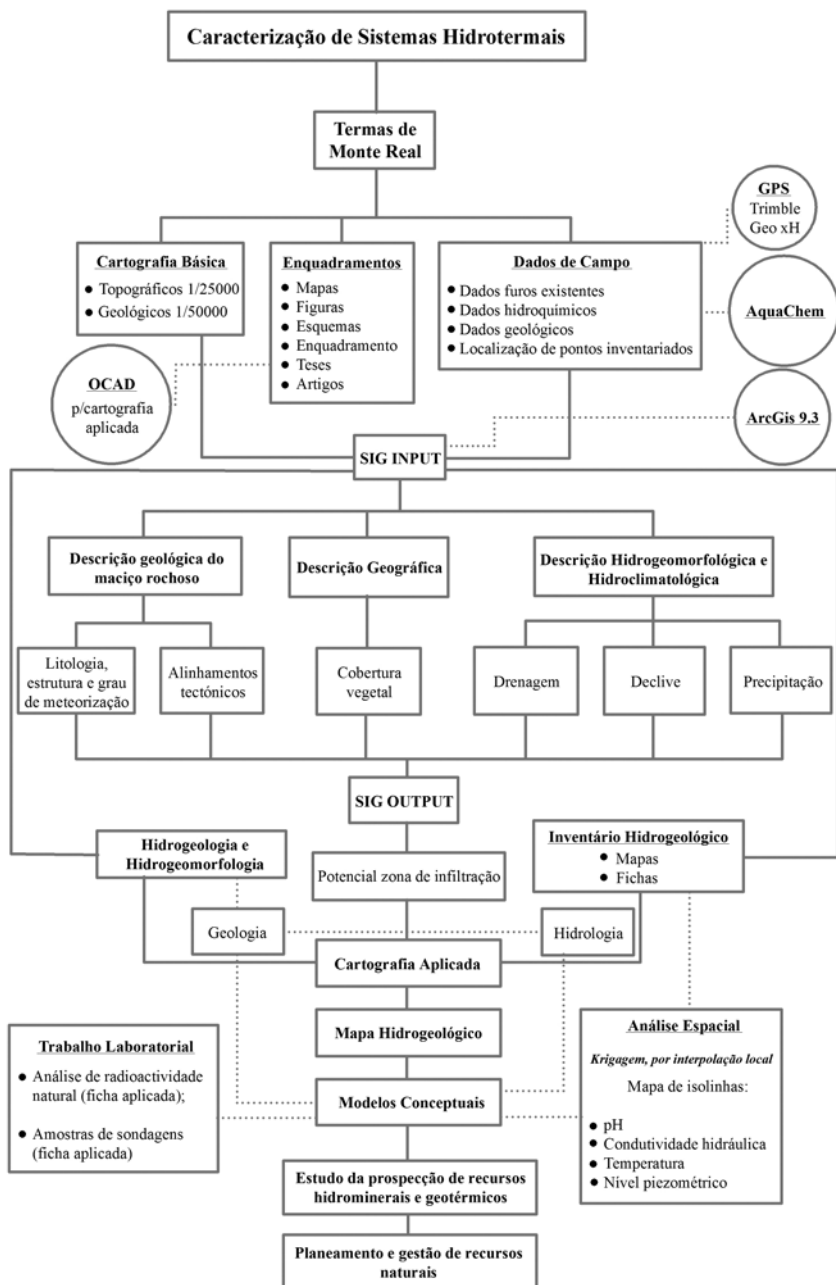 Caracterização de Sistemas Hidrotermais
Termas de
Monte Real
GPS
Trimble
Geo xH
Cartografia Básica
● Topográficos 1/25000
● Geológicos 1/50000
Enquadramentos
● Mapas
● Figuras
● Esquemas
● Enquadramento
● Teses
● Artigos
Dados de Campo
● Dados furos existentes
● Dados hidroquímicos
● Dados geológicos
● Localização de pontos inventariados
AquaChem
OCAD
p/cartografia
aplicada
ArcGis 9.3
SIG INPUT
Descrição geológica do
maciço rochoso
Descrição Geográfica
Descrição Hidrogeomorfológica e
Hidroclimatológica
Litologia,
estrutura e grau
de meteorização
Alinhamentos
tectónicos
Cobertura
vegetal
Drenagem
Declive
Precipitação
SIG OUTPUT
Hidrogeologia e
Hidrogeomorfologia
Potencial zona de infiltração
Inventário Hidrogeológico
● Mapas
● Fichas
Geologia
Hidrologia
Cartografia Aplicada
Mapa Hidrogeológico
Trabalho Laboratorial
● Análise de radioactividade
natural (ficha aplicada);
● Amostras de sondagens
(ficha aplicada)
Modelos Conceptuais
Análise Espacial
Krigagem, por interpolação local
Mapa de isolinhas:
● pH
● Condutividade hidráulica
● Temperatura
● Nível piezométrico
Estudo da prospecção de recursos
hidrominerais e geotérmicos
Planeamento e gestão de recursos
naturais